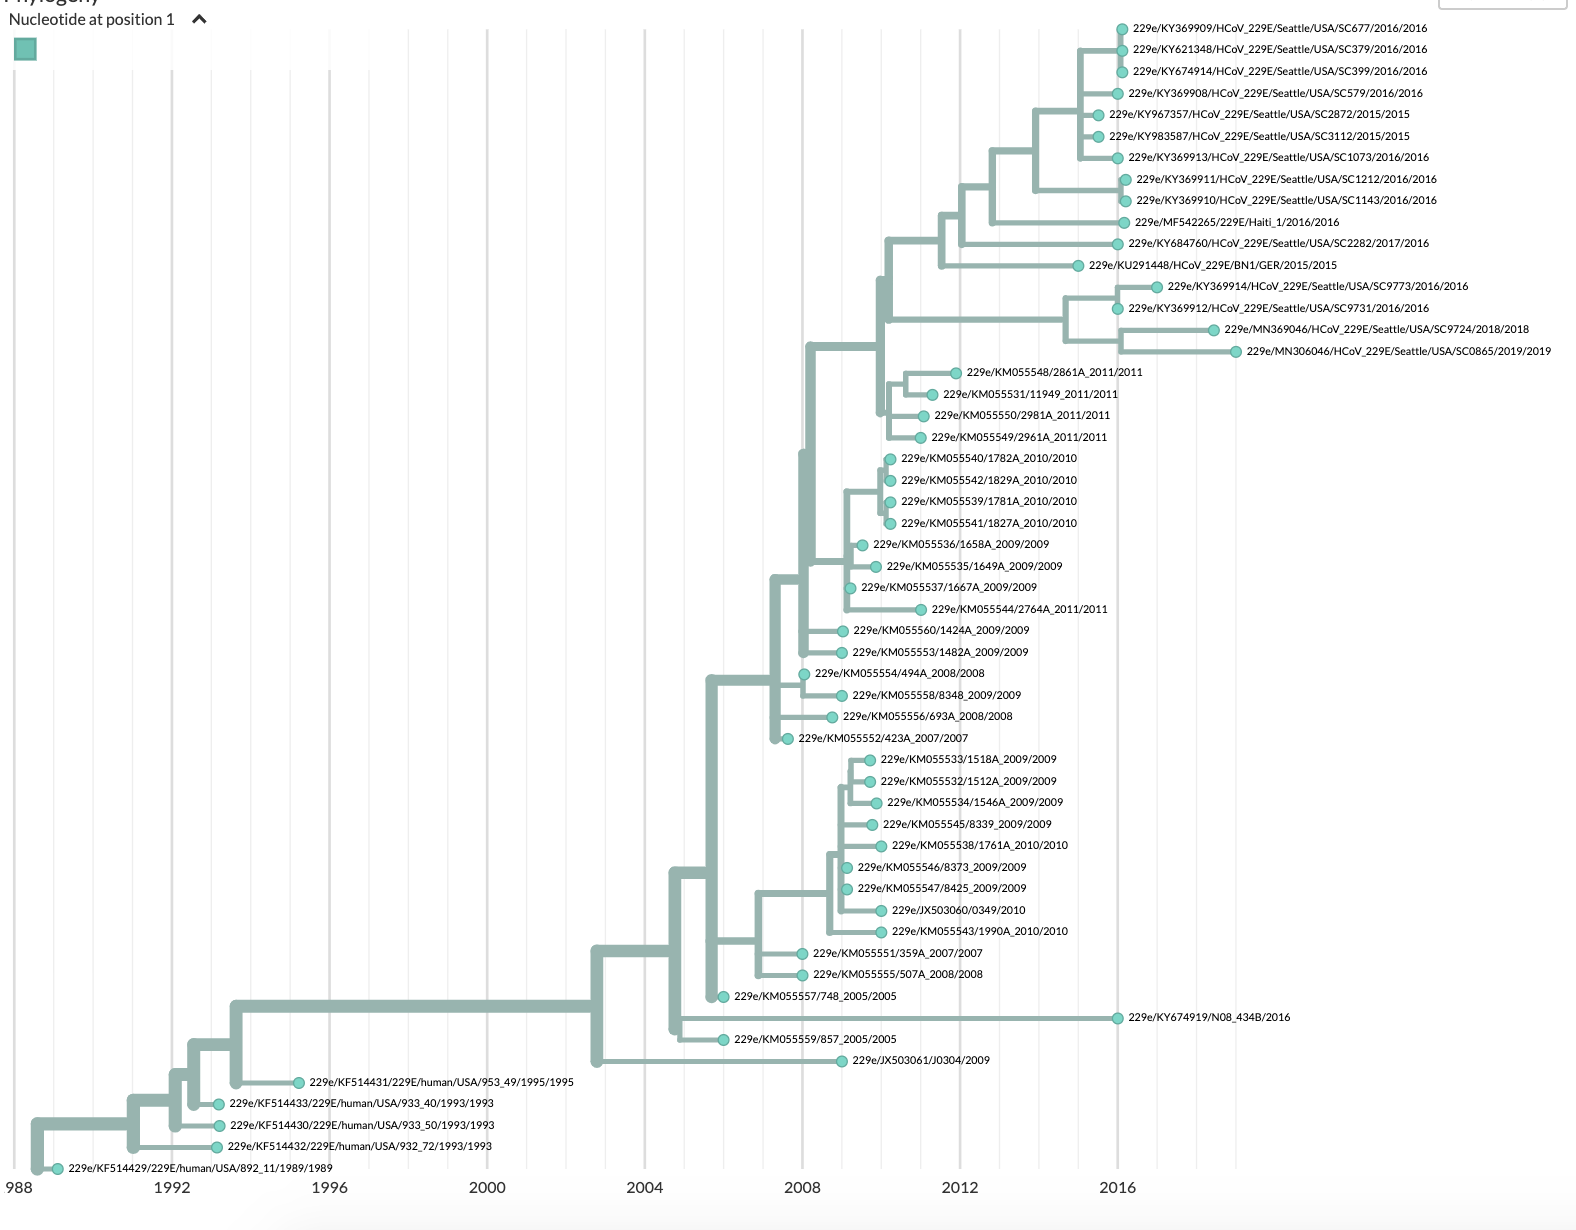 Phylogeny
Nucleotide at position 1
229e/KY369909/HCoV_229E/Seattle/USA/SC677/2016/2016
229e/KY621348/HCoV_229E/Seattle/USA/SC379/2016/2016
229e/KY674914/HCoV_229E/Seattle/USA/SC399/2016/2016
229e/KY369908/HCoV_229E/Seattle/USA/SC579/2016/2016
229e/KY967357/HCoV_229E/Seattle/USA/SC2872/2015/2015
229e/KY983587/HCoV_229E/Seattle/USA/SC3112/2015/2015
229e/KY369913/HCoV_229E/Seattle/USA/SC1073/2016/2016
229e/KY369911/HCoV_229E/Seattle/USA/SC1212/2016/2016
229e/KY369910/HCoV_229E/Seattle/USA/SC1143/2016/2016
229e/MF542265/229E/Haiti_1/2016/2016
229e/KY684760/HCoV_229E/Seattle/USA/SC2282/2017/2016
229e/KU291448/HCoV_229E/BN1/GER/2015/2015
229e/KY369914/HCoV_229E/Seattle/USA/SC9773/2016/2016
229e/KY369912/HCoV_229E/Seattle/USA/SC9731/2016/2016
229e/MN369046/HCoV_229E/Seattle/USA/SC9724/2018/2018
229e/MN306046/HCoV_229E/Seattle/USA/SC0865/2019/2019
229e/KM055548/2861A_2011/2011
229e/KM055531/11949_2011/2011
229e/KM055550/2981A_2011/2011
229e/KM055549/2961A_2011/2011
229e/KM055540/1782A_2010/2010
229e/KM055542/1829A_2010/2010
229e/KM055539/1781A_2010/2010
229e/KM055541/1827A_2010/2010
229e/KM055536/1658A_2009/2009
229e/KM055535/1649A_2009/2009
229e/KM055537/1667A_2009/2009
229e/KM055544/2764A_2011/2011
229e/KM055560/1424A_2009/2009
229e/KM055553/1482A_2009/2009
229e/KM055554/494A_2008/2008
229e/KM055558/8348_2009/2009
229e/KM055556/693A_2008/2008
229e/KM055552/423A_2007/2007
229e/KM055533/1518A_2009/2009
229e/KM055532/1512A_2009/2009
229e/KM055534/1546A_2009/2009
229e/KM055545/8339_2009/2009
229e/KM055538/1761A_2010/2010
229e/KM055546/8373_2009/2009
229e/KM055547/8425_2009/2009
229e/JX503060/0349/2010
229e/KM055543/1990A_2010/2010
229e/KM055551/359A_2007/2007
229e/KM055555/507A_2008/2008
229e/KM055557/748_2005/2005
229e/KY674919/N08_434B/2016
229e/KM055559/857_2005/2005
229e/JX503061/J0304/2009
229e/KF514431/229E/human/USA/953_49/1995/1995
229e/KF514433/229E/human/USA/933_40/1993/1993
229e/KF514430/229E/human/USA/933_50/1993/1993
229e/KF514432/229E/human/USA/932_72/1993/1993
229e/KF514429/229E/human/USA/892_11/1989/1989
988 1992 1996 2000 2004 2008 2012 2016